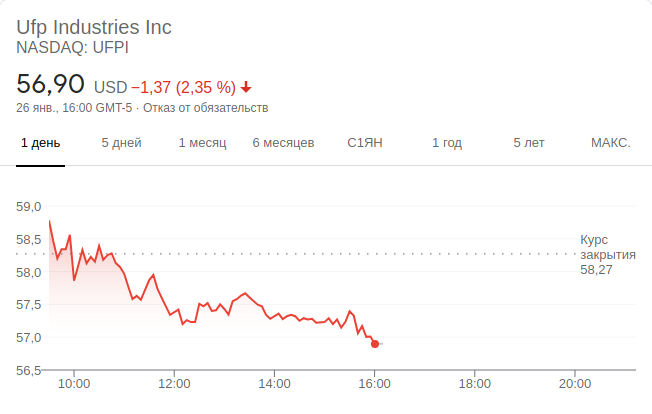 Ufp Industries Inc
NASDAQ: UFPI
56,90 USD −1,37 (2,35 %)
26 янв., 16:00 GMT-5 · Отказ от обязательств
1 день 5 дней 1 месяц 6 месяцев С1ЯН 1 год 5 лет МАКС.
59,0
58,5
Курс
закрытия
58,27
58,0
57,5
57,0
56,5
10:00 12:00 14:00 16:00 18:00 20:00